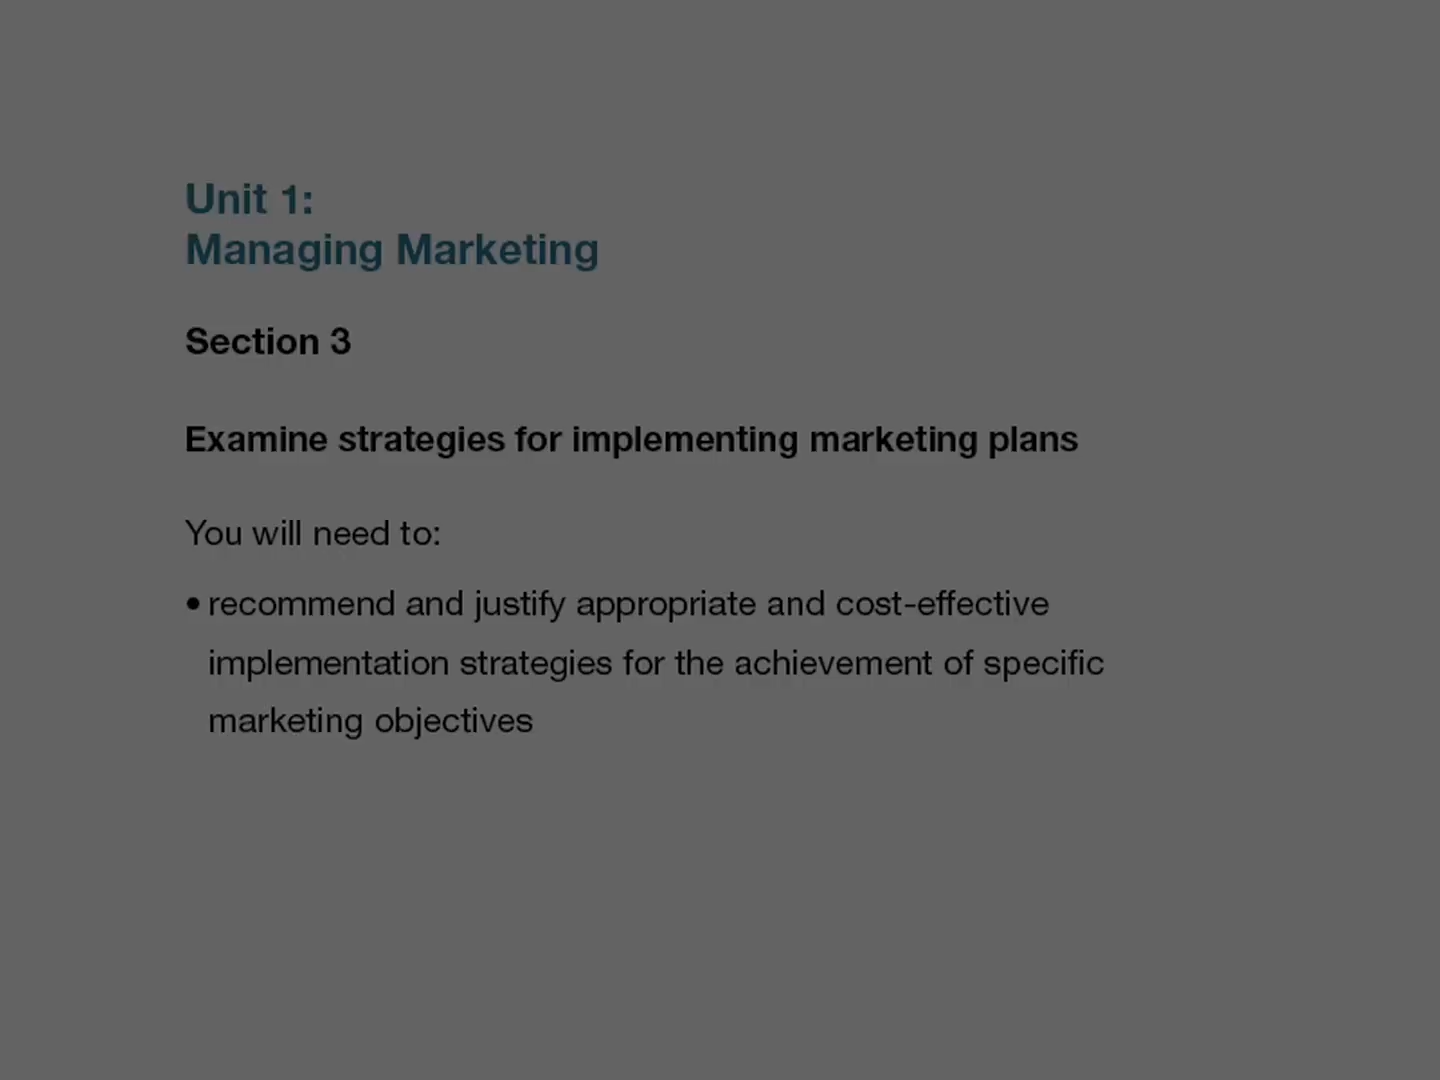 Unit 1:
Managing Marketing
Section 3
Examine strategies for implementing marketing plans
You will need to:
• recommend and justify appropriate and cost-effective
implementation strategies for the achievement of specific
marketing objectives